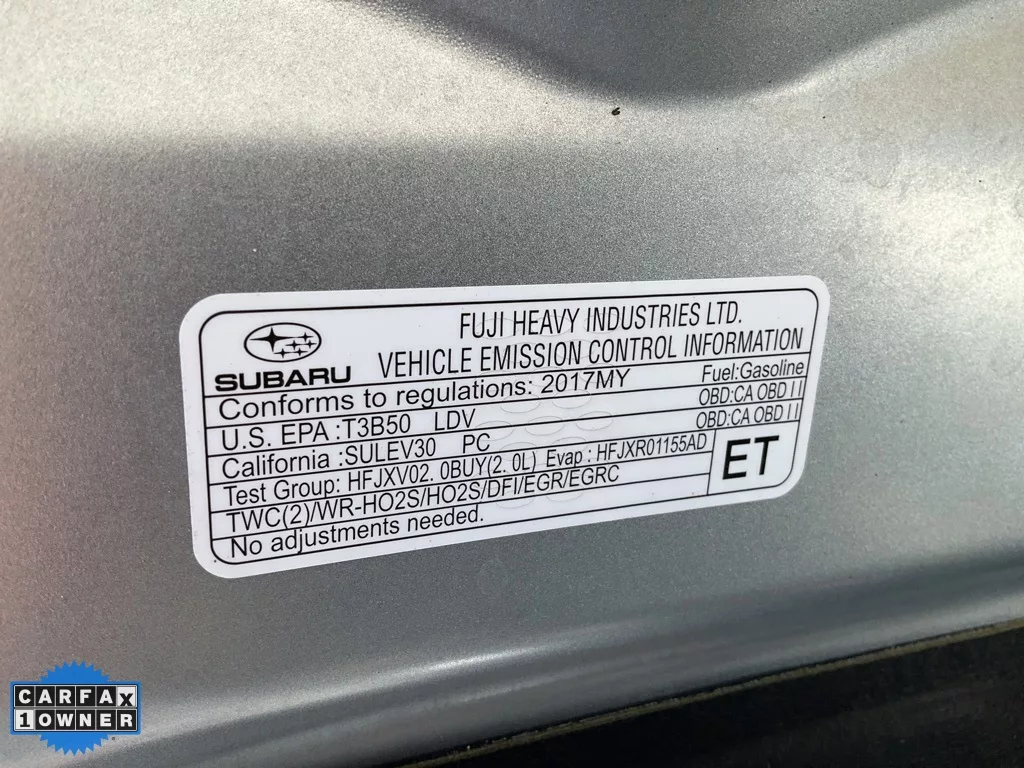 SUBARU
FUJI HEAVY INDUSTRIES LTD.
VEHICLE EMISSION CONTROL INFORMATION
Conforms to regulations: 2017MY Fuel:Gasoline
U.S. EPA :T3B50 LDV OBD:CA OBD II
California :SULEV30 PC OBD:CA OBD II
Test Group: HFJXV02. 0BUY(2. 0L) Evap : HFJXR01155AD
TWC(2)/WR-HO2S/HO2S/DFI/EGR/EGRC
No adjustments needed.
ET
CARFAX
1 OWNER